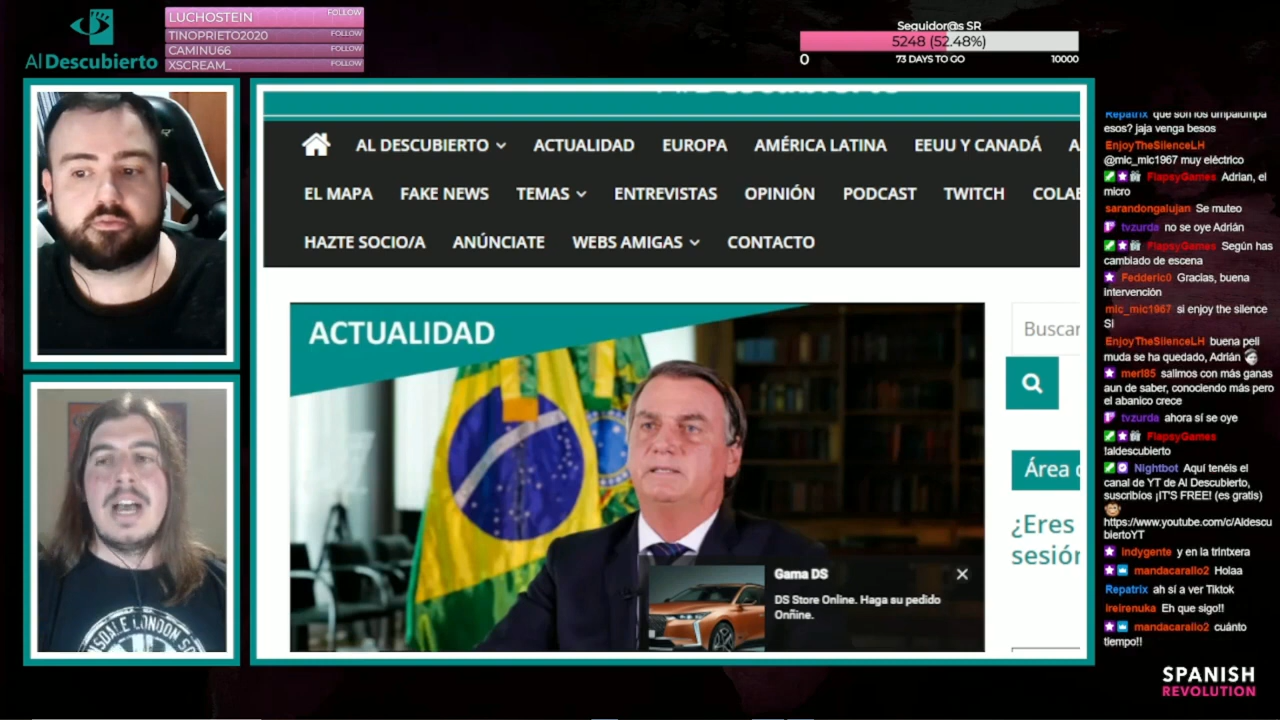 Al Descubierto
LUCHOSTEIN FOLLOW
TINOPRIETO2020 FOLLOW
CAMINU66 FOLLOW
XSCREAM_ FOLLOW
Seguidor@s SR
5248 (52.48%)
0 73 DAYS TO GO 10000
AL DESCUBIERTO ACTUALIDAD EUROPA AMÉRICA LATINA EEUU Y CANADÁ A
EL MAPA FAKE NEWS TEMAS ENTREVISTAS OPINIÓN PODCAST TWITCH COLAB
HAZTE SOCIO/A ANÚNCIATE WEBS AMIGAS CONTACTO
ACTUALIDAD
Buscar
Área
¿Eres
sesión
Gama DS
DS Store Online. Haga su pedido
Onñine.
LONDON
Repatrix que son los umpalumpa
esos? jaja venga besos
EnjoyTheSilenceLH
@mic_mic1967 muy eléctrico
FlapsyGames Adrian, el
micro
sarandongalujan Se muteo
tvzurda no se oye Adrián
FlapsyGames Según has
cambiado de escena
Fedderic0 Gracias, buena
intervención
mic_mic1967 si enjoy the silence
SI
EnjoyTheSilenceLH buena peli
muda se ha quedado, Adrián
merl85 salimos con más ganas
aun de saber, conociendo más pero
el abanico crece
tvzurda ahora sí se oye
FlapsyGames
!aldescubierto
Nightbot Aquí tenéis el
canal de YT de Al Descubierto,
suscribíos ¡IT'S FREE! (es gratis)
https://www.youtube.com/c/Aldescu
biertoYT
indygente y en la trintxera
mandacarallo2 Holaa
Repatrix ah sí a ver Tiktok
ireirenuka Eh que sigo!!
mandacarallo2 cuánto
tiempo!!
SPANISH
REVOLUTION